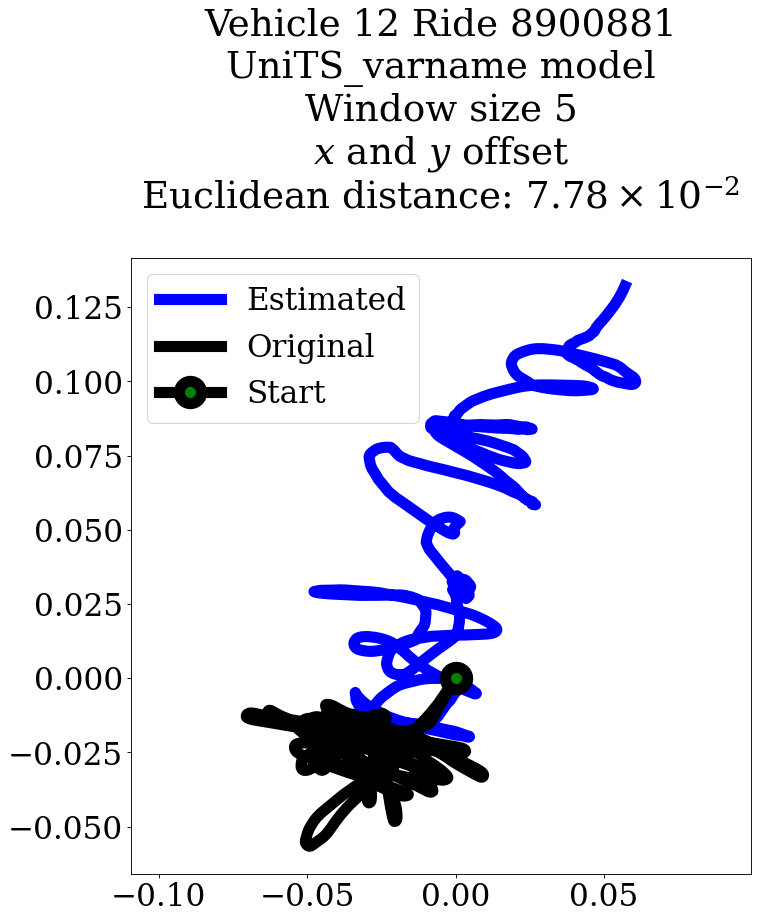 Vehicle 12 Ride 8900881
UniTS_varname model
Window size 5
x and y offset
Euclidean distance: 7.78 × 10⁻²
Estimated
Original
Start
0.125
0.100
0.075
0.050
0.025
0.000
−0.025
−0.050
−0.10 −0.05 0.00 0.05